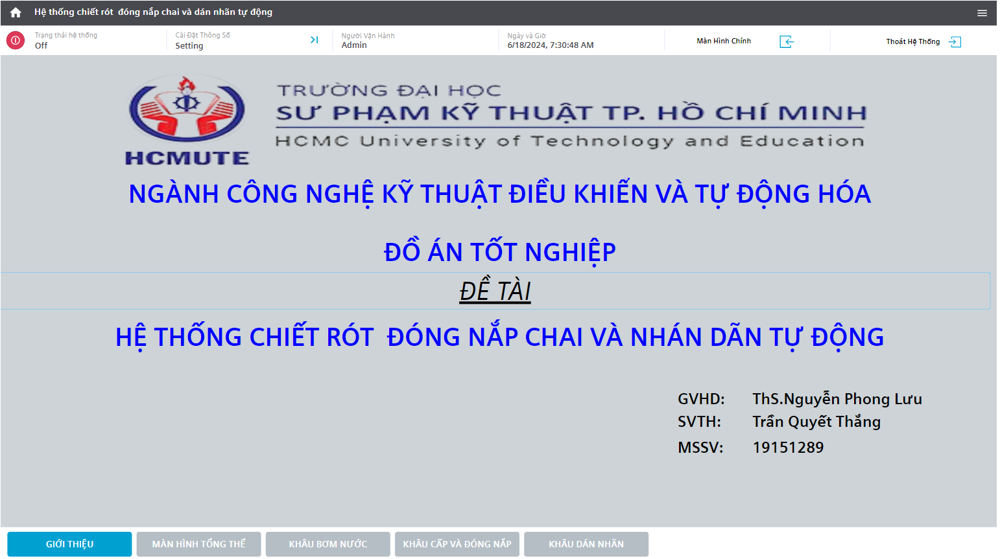 Hệ thống chiết rót  đóng nắp chai và dán nhãn tự động
Trạng thái hệ thống
Off
Cài Đặt Thông Số
Setting
Người Vận Hành
Admin
Ngày và Giờ
6/18/2024, 7:30:48 AM
Màn Hình Chính
Thoát Hệ Thống
TRƯỜNG ĐẠI HỌC
SƯ PHẠM KỸ THUẬT TP. HỒ CHÍ MINH
HCMC University of Technology and Education
HCMUTE
NGÀNH CÔNG NGHỆ KỸ THUẬT ĐIỀU KHIỂN VÀ TỰ ĐỘNG HÓA
ĐỒ ÁN TỐT NGHIỆP
ĐỀ TÀI
HỆ THỐNG CHIẾT RÓT  ĐÓNG NẮP CHAI VÀ NHÁN DÃN TỰ ĐỘNG
GVHD: ThS.Nguyễn Phong Lưu
SVTH: Trần Quyết Thắng
MSSV: 19151289
GIỚI THIỆU
MÀN HÌNH TỔNG THỂ
KHÂU BƠM NƯỚC
KHÂU CẤP VÀ ĐÓNG NẮP
KHÂU DÁN NHÃN